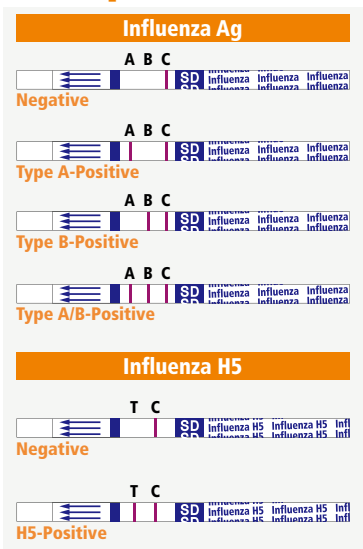 Influenza Ag
A B C
SD Influenza Influenza Influenza
Negative
A B C
SD Influenza Influenza Influenza
Type A-Positive
A B C
SD Influenza Influenza Influenza
Type B-Positive
A B C
SD Influenza Influenza Influenza
Type A/B-Positive
Influenza H5
T C
SD Influenza H5 Influenza H5 Infl
Negative
T C
SD Influenza H5 Influenza H5 Infl
H5-Positive